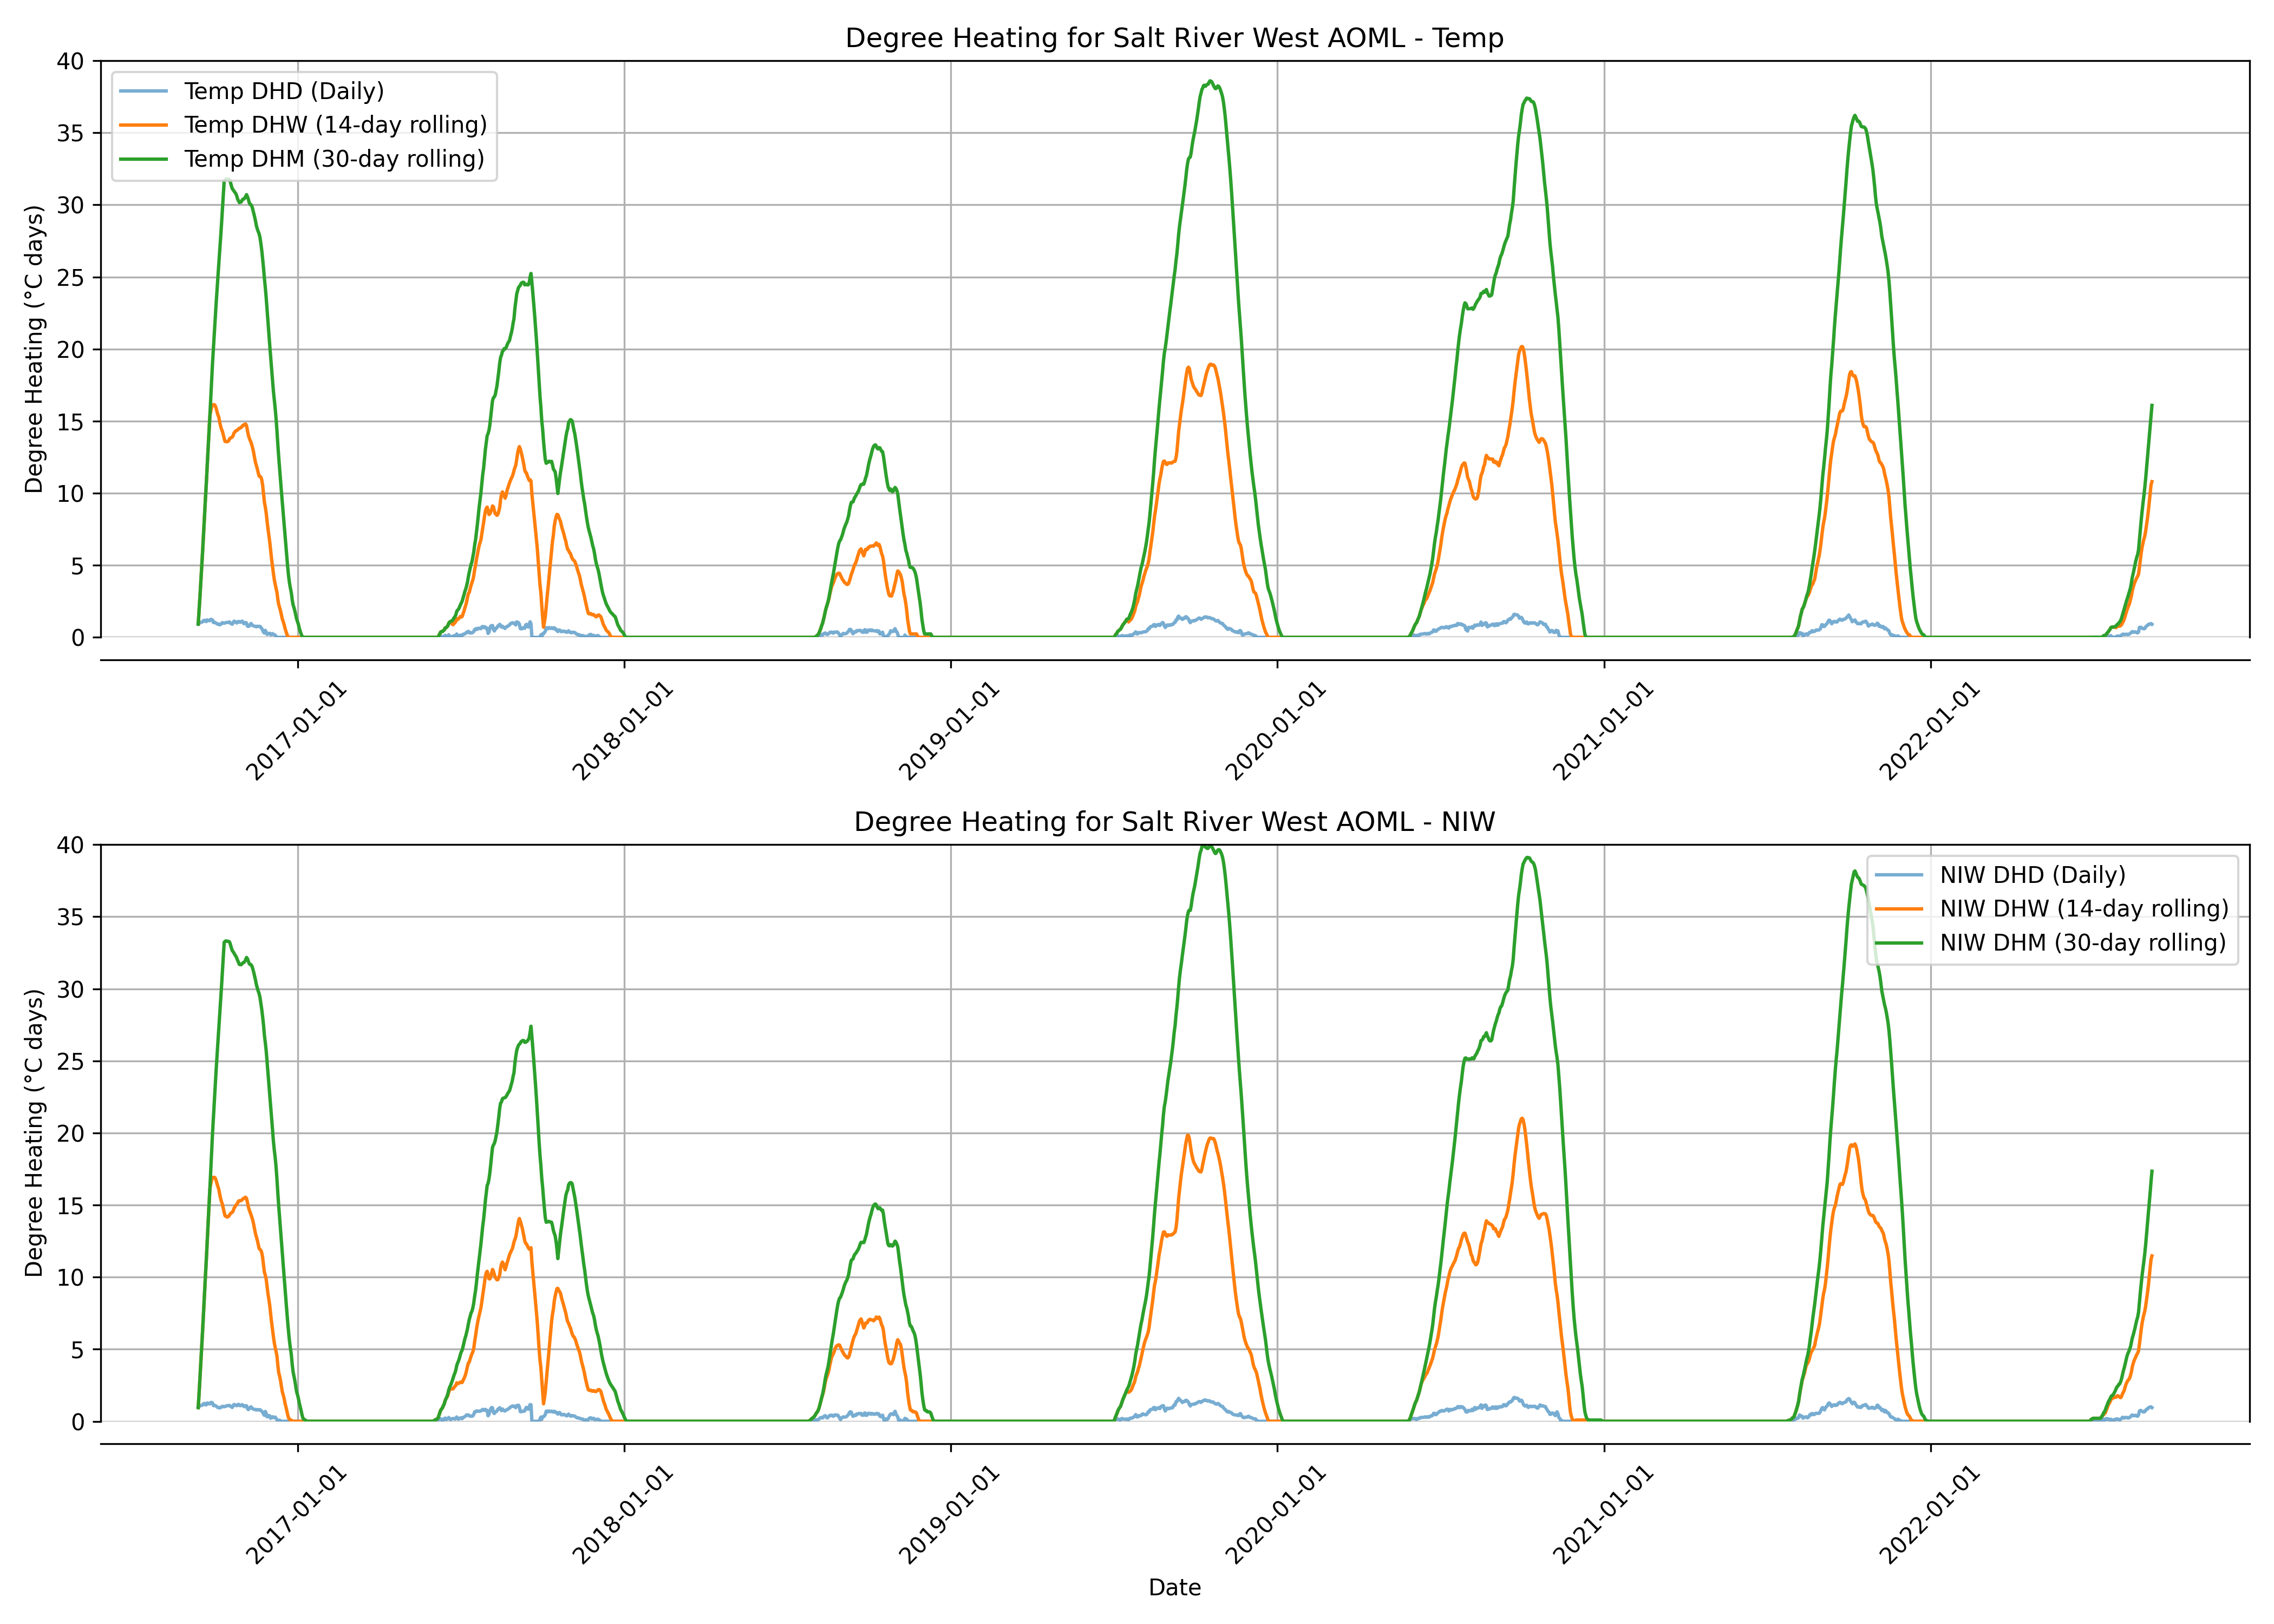 Degree Heating for Salt River West AOML - Temp
Degree Heating (°C days)
40
35
30
25
20
15
10
5
0
Temp DHD (Daily)
Temp DHW (14-day rolling)
Temp DHM (30-day rolling)
2017-01-01
2018-01-01
2019-01-01
2020-01-01
2021-01-01
2022-01-01
Degree Heating for Salt River West AOML - NIW
Degree Heating (°C days)
40
35
30
25
20
15
10
5
0
NIW DHD (Daily)
NIW DHW (14-day rolling)
NIW DHM (30-day rolling)
2017-01-01
2018-01-01
2019-01-01
2020-01-01
2021-01-01
2022-01-01
Date